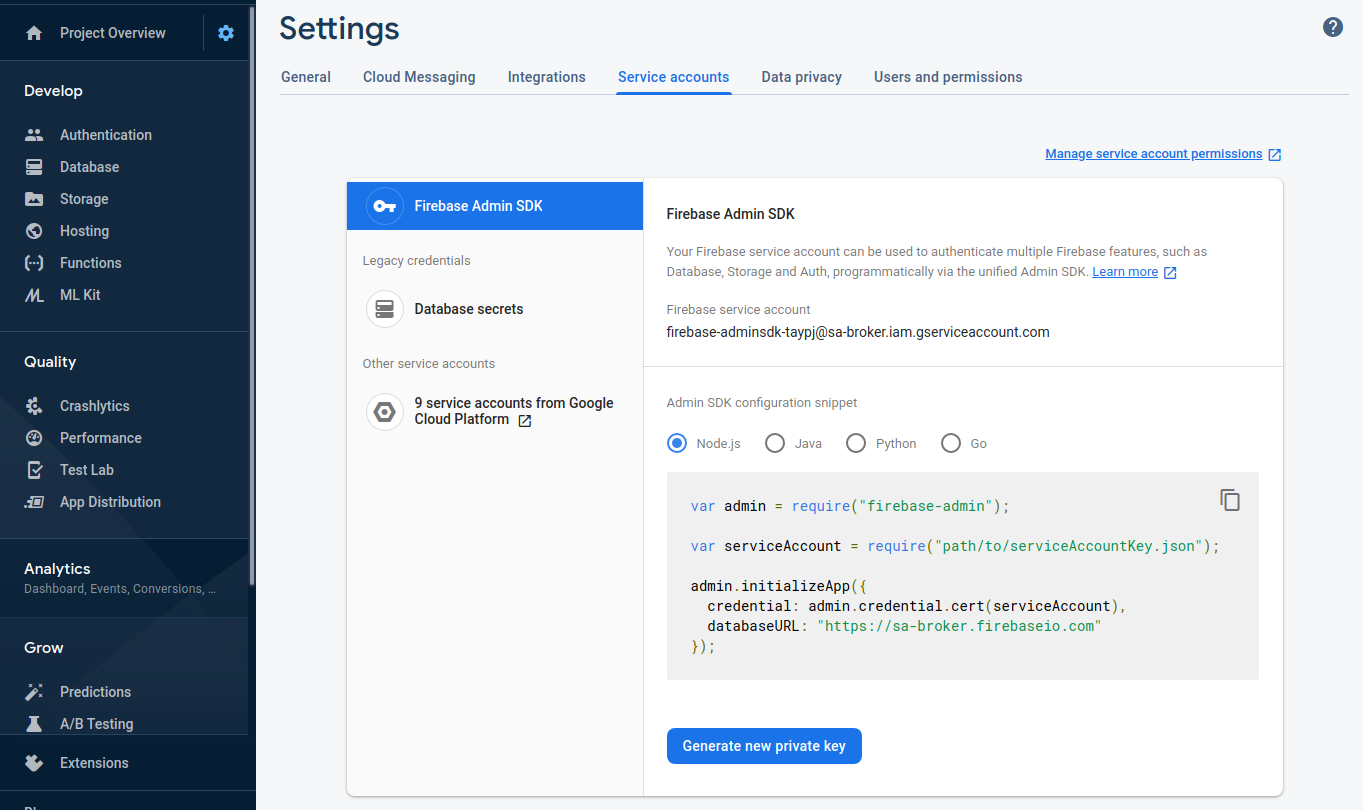 Project Overview
Develop
Authentication
Database
Storage
Hosting
Functions
ML Kit
Quality
Crashlytics
Performance
Test Lab
App Distribution
Analytics
Dashboard, Events, Conversions, ...
Grow
Predictions
A/B Testing
Extensions
Settings
?
General
Cloud Messaging
Integrations
Service accounts
Data privacy
Users and permissions
Manage service account permissions
Firebase Admin SDK
Legacy credentials
Database secrets
Other service accounts
9 service accounts from Google
Cloud Platform
Firebase Admin SDK
Your Firebase service account can be used to authenticate multiple Firebase features, such as
Database, Storage and Auth, programmatically via the unified Admin SDK. Learn more
Firebase service account
firebase-adminsdk-taypj@sa-broker.iam.gserviceaccount.com
Admin SDK configuration snippet
Node.js
Java
Python
Go
var admin = require("firebase-admin");
var serviceAccount = require("path/to/serviceAccountKey.json");
admin.initializeApp({
credential: admin.credential.cert(serviceAccount),
databaseURL: "https://sa-broker.firebaseio.com"
});
Generate new private key